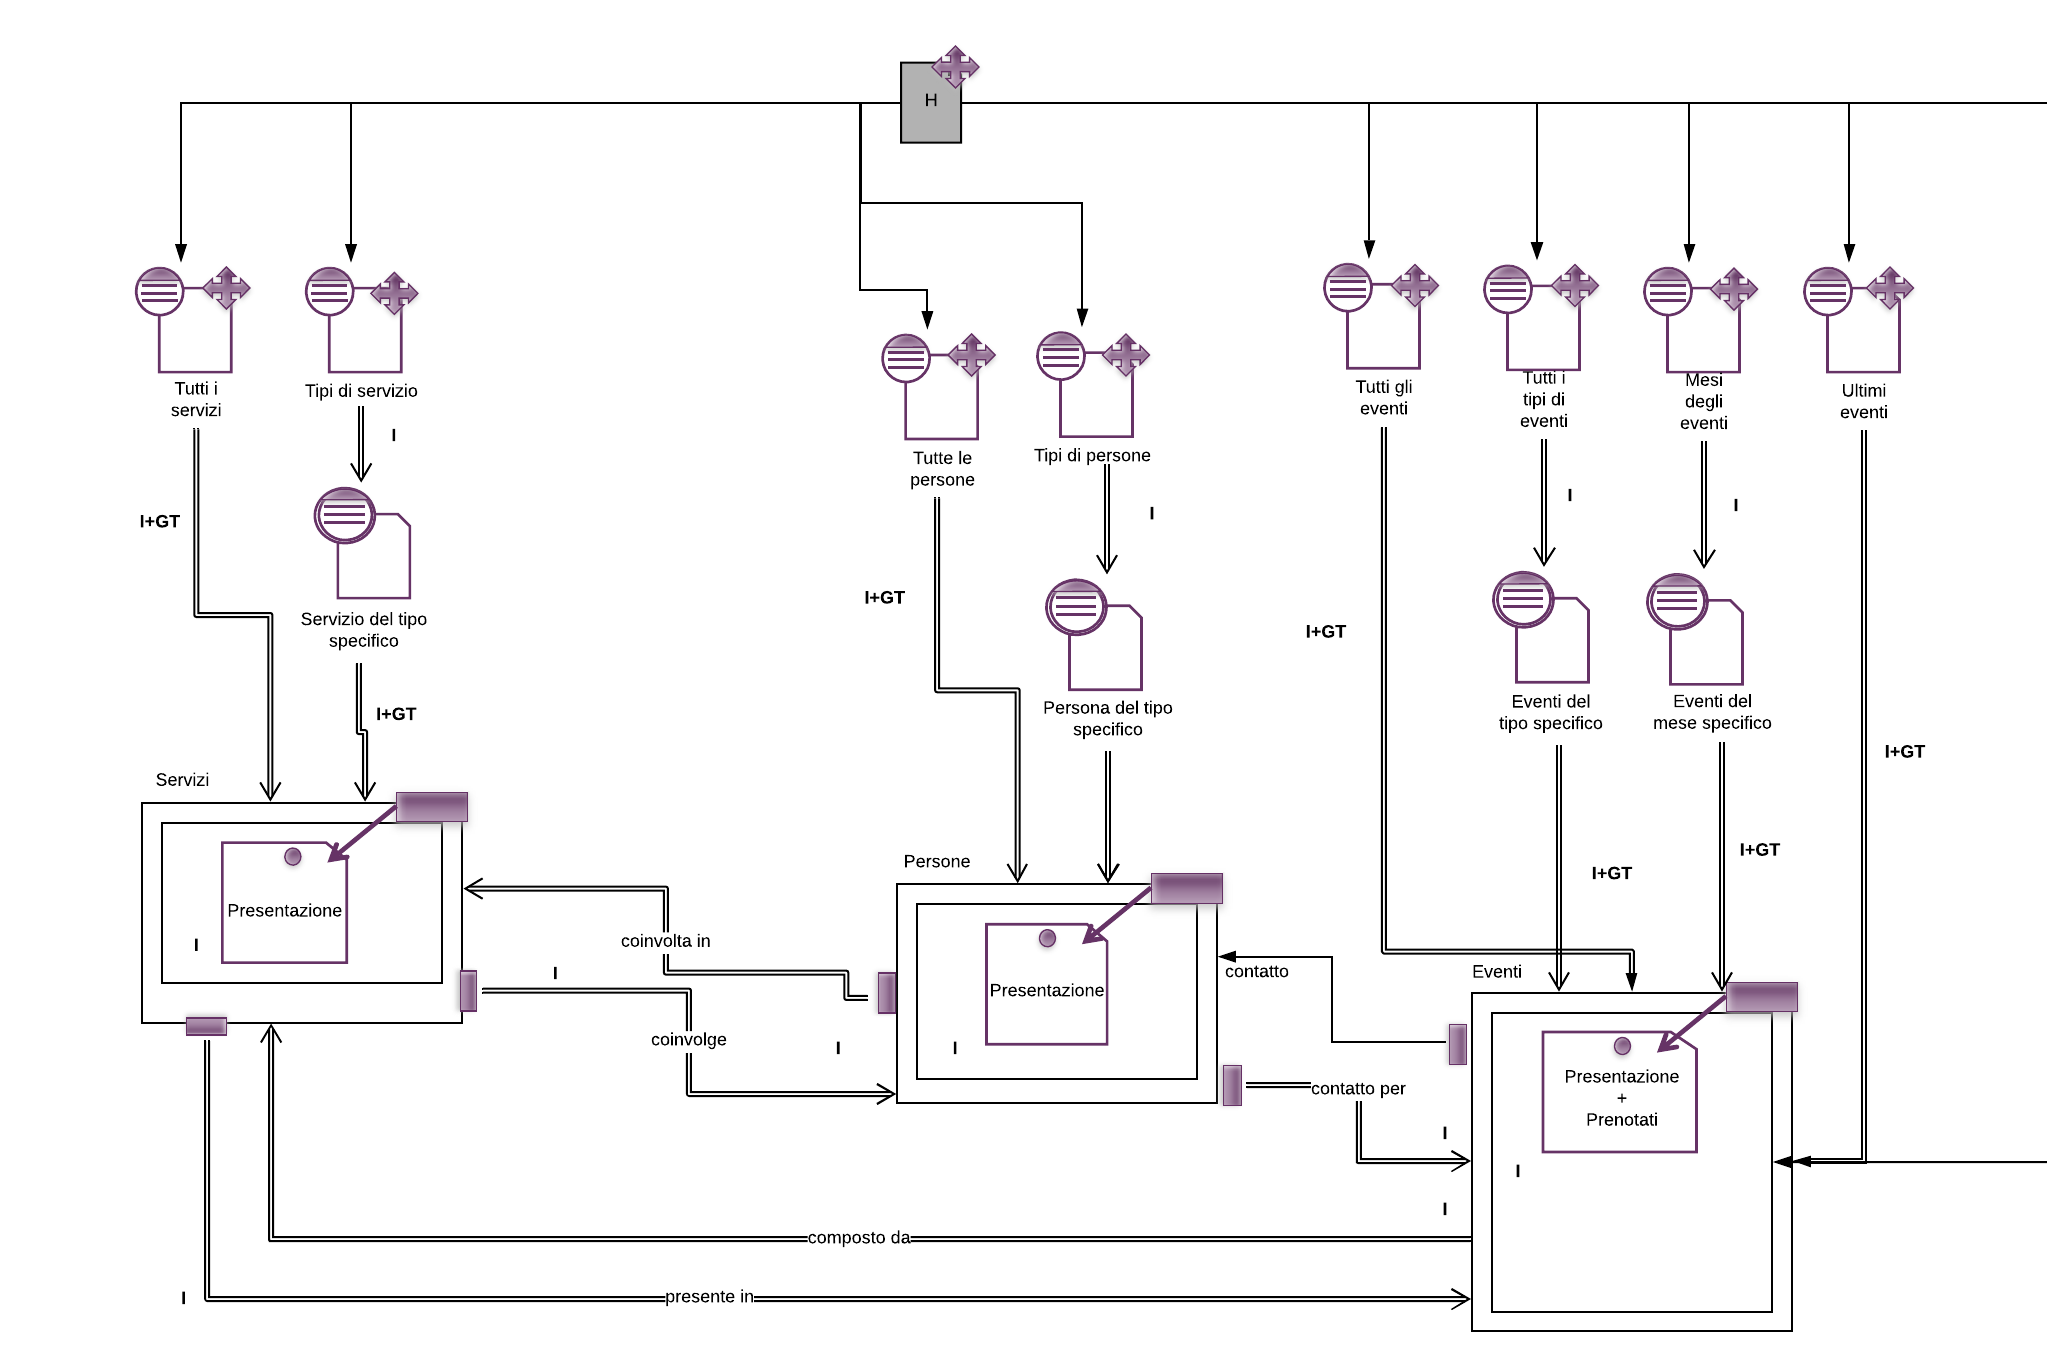 H
Tutti i
servizi
Tipi di servizio
I
I+GT
Servizio del tipo
specifico
I+GT
Tutte le
persone
Tipi di persone
I
I+GT
Persona del tipo
specifico
Tutti gli
eventi
Tutti i
tipi di
eventi
Mesi
degli
eventi
Ultimi
eventi
I
I
I+GT
Eventi del
tipo specifico
Eventi del
mese specifico
I+GT
I+GT
I+GT
Servizi
Presentazione
I
coinvolta in
I
coinvolge
I
Persone
Presentazione
I
contatto
contatto per
I
I
Eventi
Presentazione
+
Prenotati
I
composto da
I
presente in